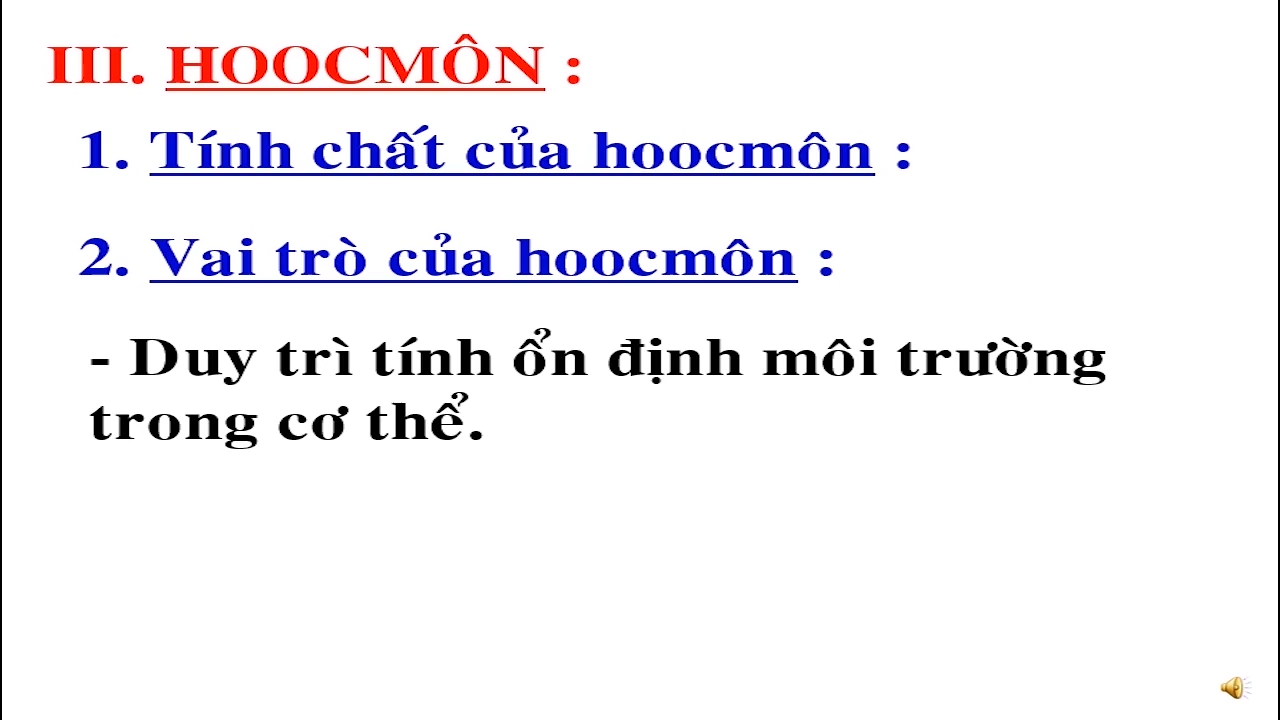 III. HOOCMÔN :
1. Tính chất của hoocmôn :
2. Vai trò của hoocmôn :
- Duy trì tính ổn định môi trường
trong cơ thể.